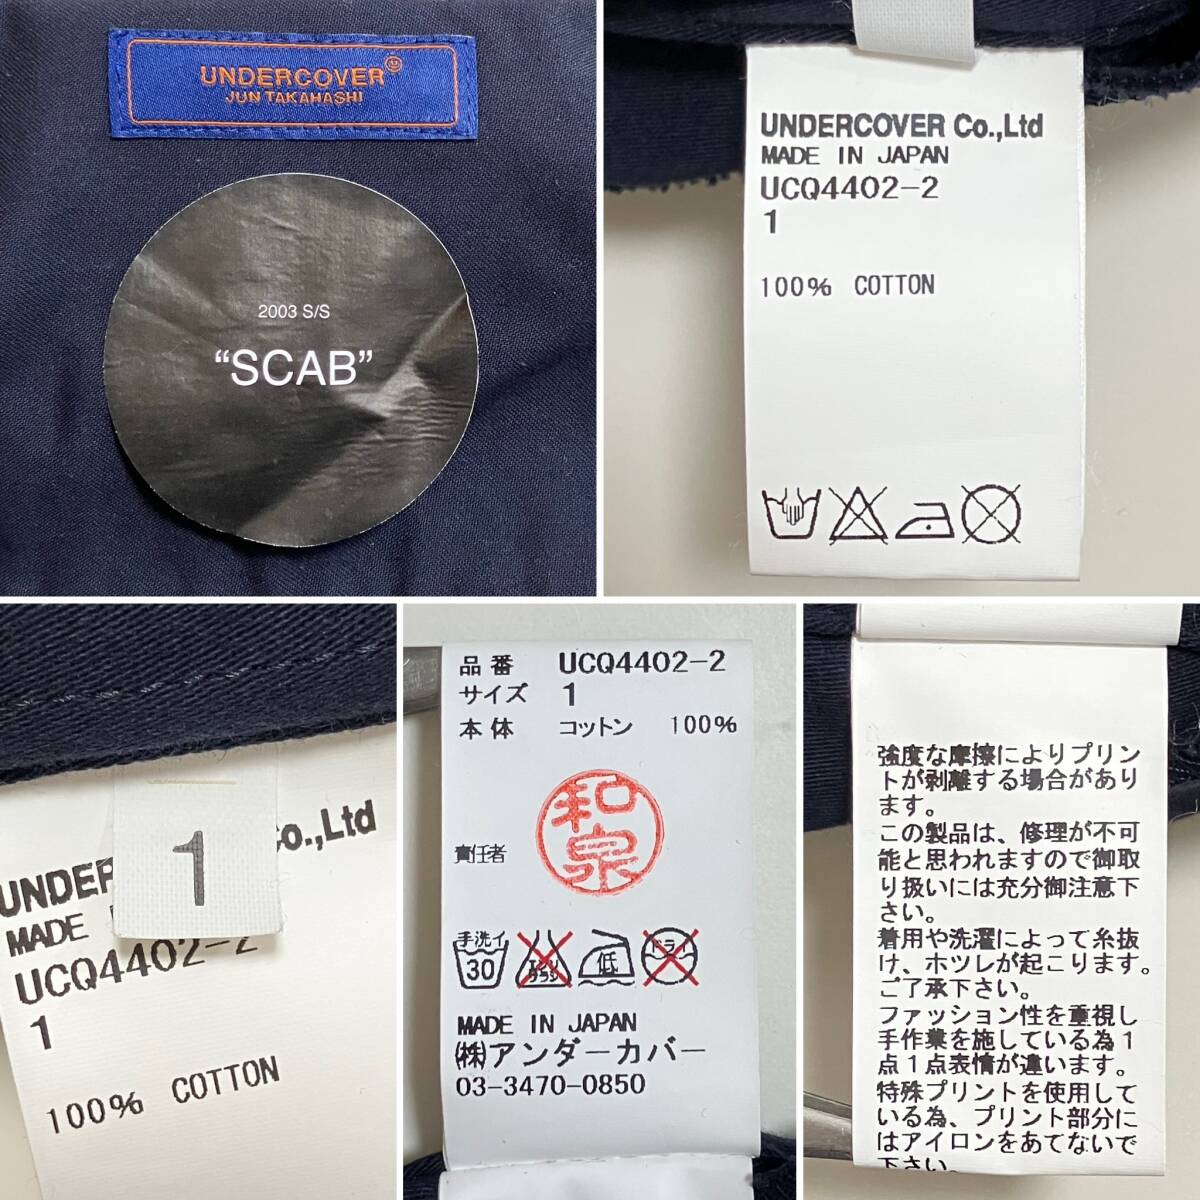 UNDERCOVER
JUN TAKAHASHI
2003 S/S
“SCAB”
UNDERCOVER Co.,Ltd
MADE IN JAPAN
UCQ4402-2
1
100% COTTON
1
Co.,Ltd
UNDER
MADE
UCQ4402-2
1
100% COTTON
品番 UCQ4402-2
サイズ 1
本体 コットン 100%
責任者
和泉
手洗イ
30
エンソ
サラシ
低
ドライ
MADE IN JAPAN
㈱アンダーカバー
03-3470-0850
強度な摩擦によりプリン
トが剥離する場合があり
ます。
この製品は、修理が不可
能と思われますので御取
り扱いには充分御注意下
さい。
着用や洗濯によって糸抜
け、ホツレが起こります。
ご了承下さい。
ファッション性を重視し
手作業を施している為１
点１点表情が違います。
特殊プリントを使用して
いる為、プリント部分に
はアイロンをあてないで
下さい。